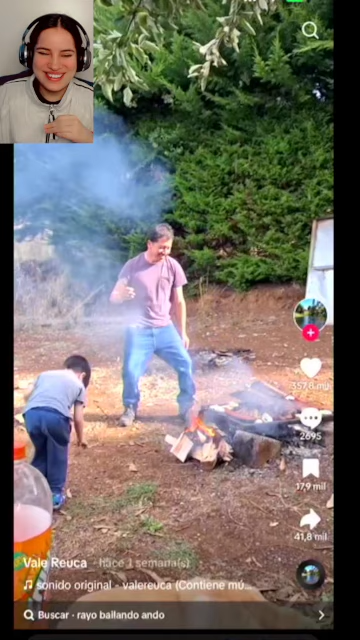 357,8 mil
2695
17,9 mil
41,8 mil
Vale Reuca · Hace 1 semana(s)
sonido original - valereuca (Contiene mú...
Buscar · rayo bailando ando